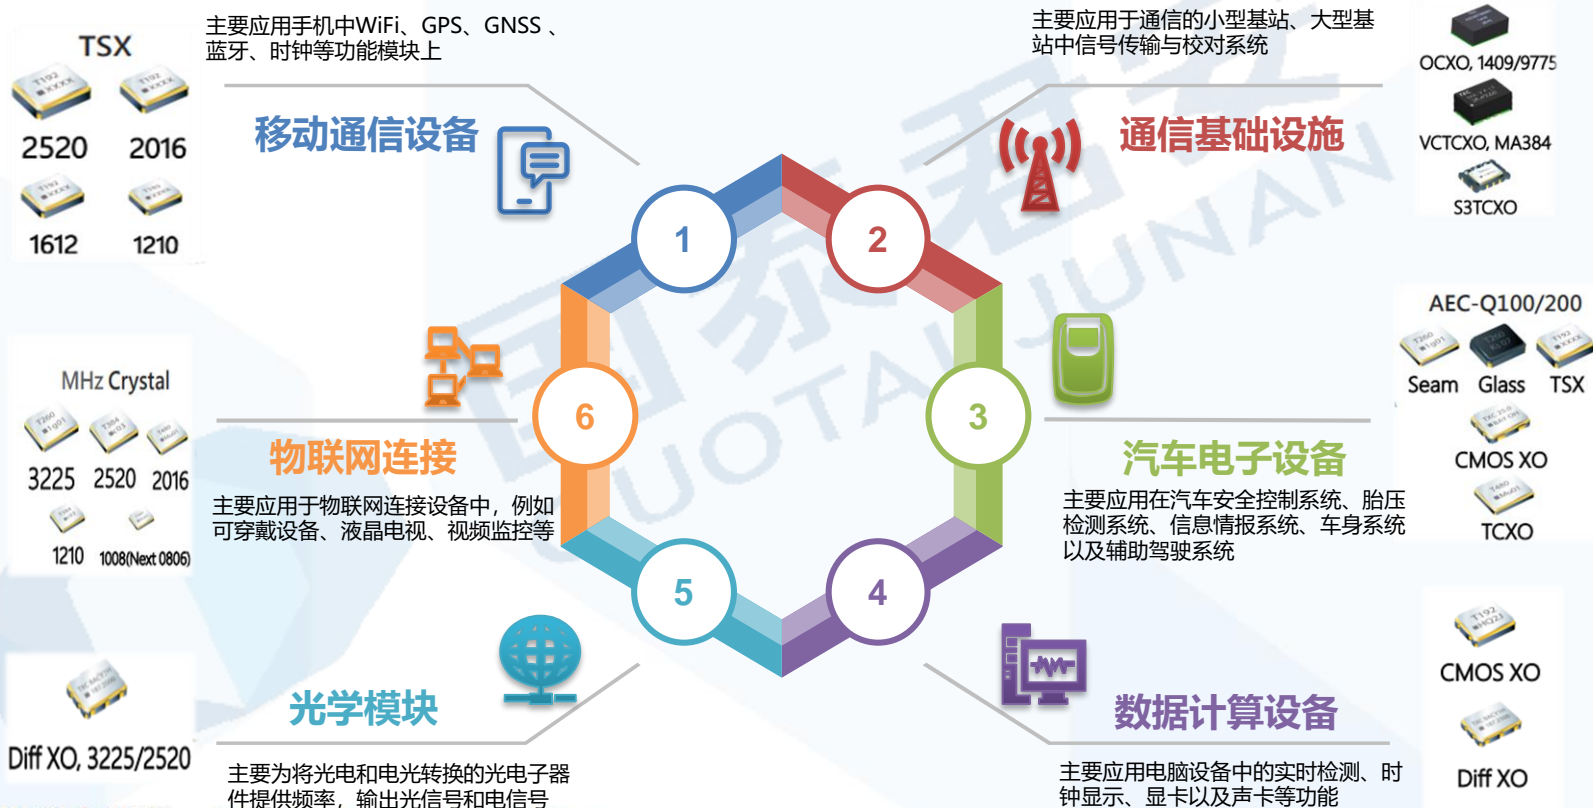 TSX
2520 2016
1612 1210
主要应用手机中WiFi、GPS、GNSS 、
蓝牙、时钟等功能模块上
移动通信设备
1
主要应用于通信的小型基站、大型基
站中信号传输与校对系统
通信基础设施
2
OCXO, 1409/9775
VCTCXO, MA384
S3TCXO
AEC-Q100/200
Seam Glass TSX
CMOS XO
TCXO
3
汽车电子设备
主要应用在汽车安全控制系统、胎压
检测系统、信息情报系统、车身系统
以及辅助驾驶系统
MHz Crystal
3225 2520 2016
1210 1008(Next 0806)
6
物联网连接
主要应用于物联网连接设备中，例如
可穿戴设备、液晶电视、视频监控等
5
光学模块
Diff XO, 3225/2520
主要为将光电和电光转换的光电子器
件提供频率，输出光信号和电信号
4
数据计算设备
CMOS XO
Diff XO
主要应用电脑设备中的实时检测、时
钟显示、显卡以及声卡等功能
国泰君安
GUOTAI JUNAN